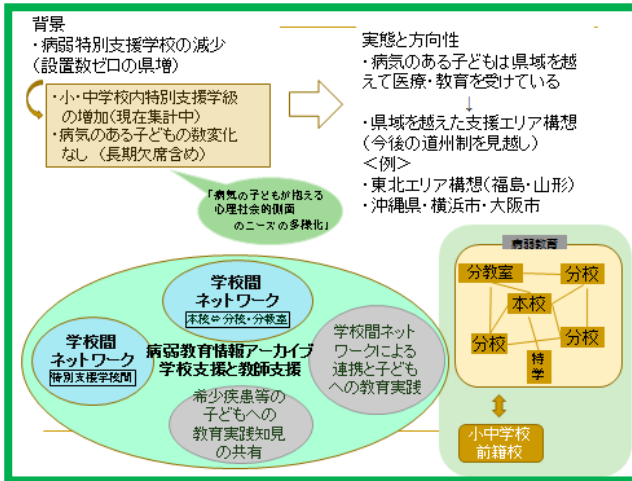 背景
・病弱特別支援学校の減少
(設置数ゼロの県増)
・小・中学校内特別支援学級
の増加(現在集計中)
・病気のある子どもの数変化
なし (長期欠席含め)
「病気の子どもが抱える
心理社会的側面
のニーズの多様化」
実態と方向性
・病気のある子どもは県域を越
えて医療・教育を受けている
↓
・県域を越えた支援エリア構想
(今後の道州制を見越し)
<例>
・東北エリア構想(福島・山形)
・沖縄県・横浜市・大阪市
学校間
ネットワーク
本校⇔分校・分教室
学校間
ネットワーク
特別支援学校間
病弱教育情報アーカイブ
学校支援と教師支援
学校間ネット
ワークによる
連携と子ども
への教育実践
希少疾患等の
子どもへの
教育実践知見
の共有
病弱教育
分教室
分校
本校
分校
分校
特学
小中学校
前籍校